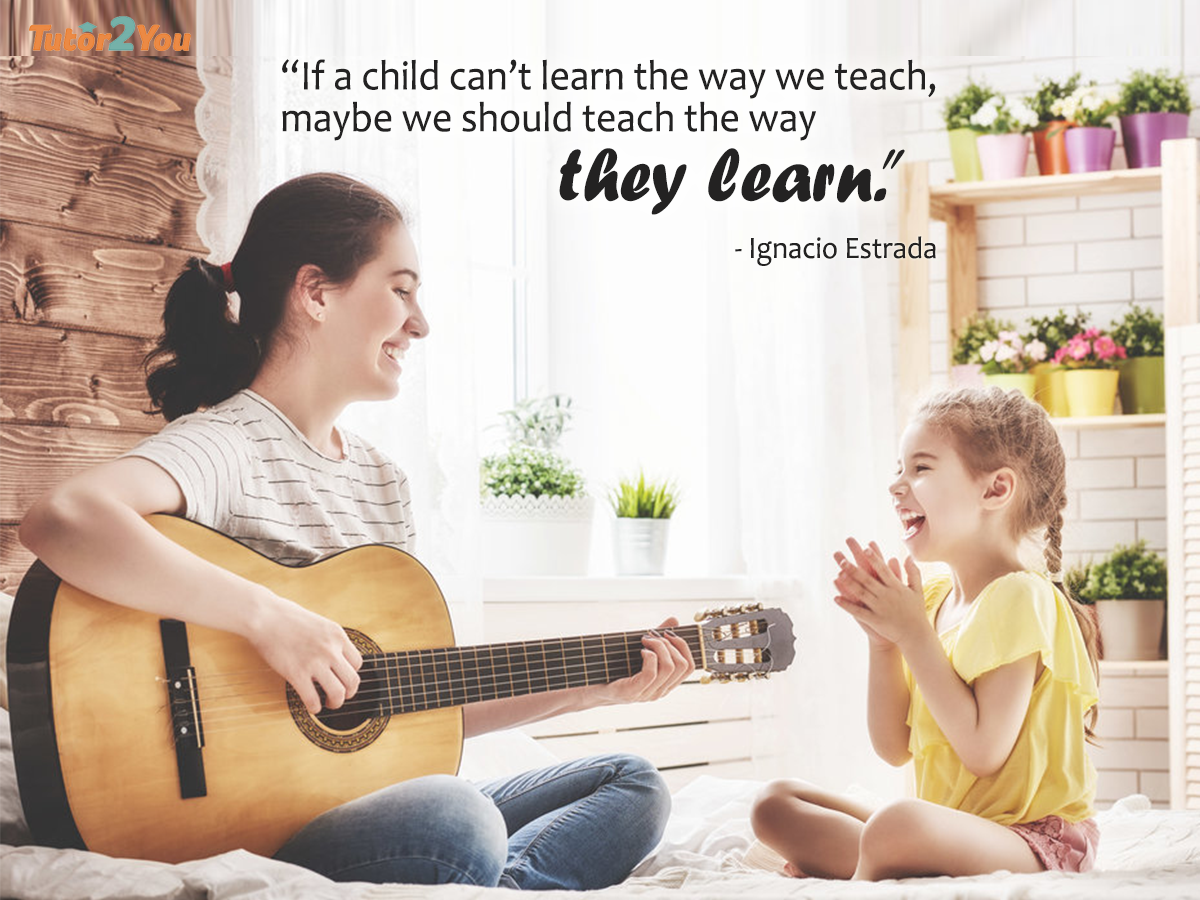 Tutor2You
“If a child can’t learn the way we teach,
maybe we should teach the way
they learn.”
- Ignacio Estrada